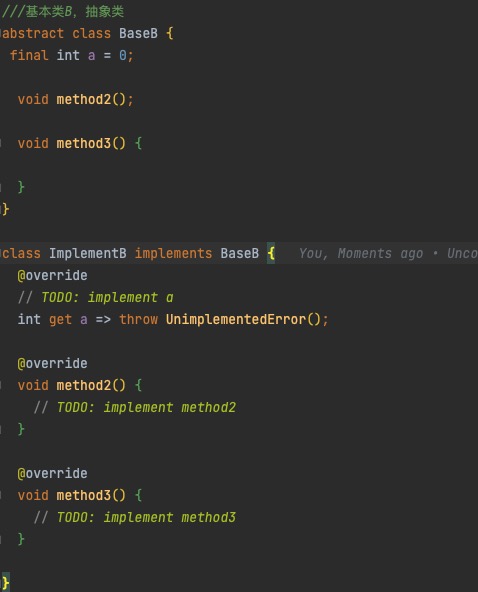 ///基本类B，抽象类
abstract class BaseB {
final int a = 0;
void method2();
void method3() {
}
}
class ImplementB implements BaseB { You, Moments ago • Unco
@override
// TODO: implement a
int get a => throw UnimplementedError();
@override
void method2() {
// TODO: implement method2
}
@override
void method3() {
// TODO: implement method3
}
}